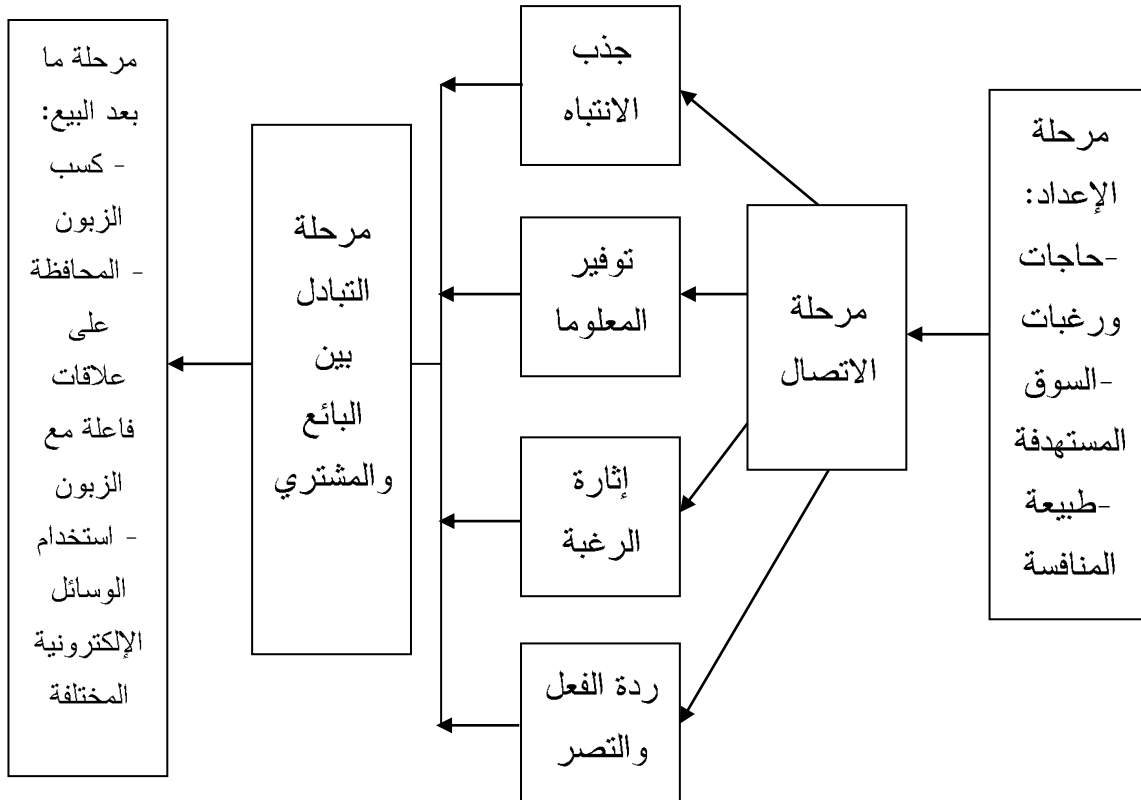 مرحلة
الإعداد:
-حاجات
ورغبات
-السوق
المستهدفة
-طبيعة
المنافسة
مرحلة
الاتصال
جذب
الانتباه
توفير
المعلوما
إثارة
الرغبة
ردة الفعل
والتصر
مرحلة
التبادل
بين
البائع
والمشتري
مرحلة ما
بعد البيع:
- كسب
الزبون
- المحافظة
على
علاقات
فاعلة مع
الزبون
- استخدام
الوسائل
الإلكترونية
المختلفة